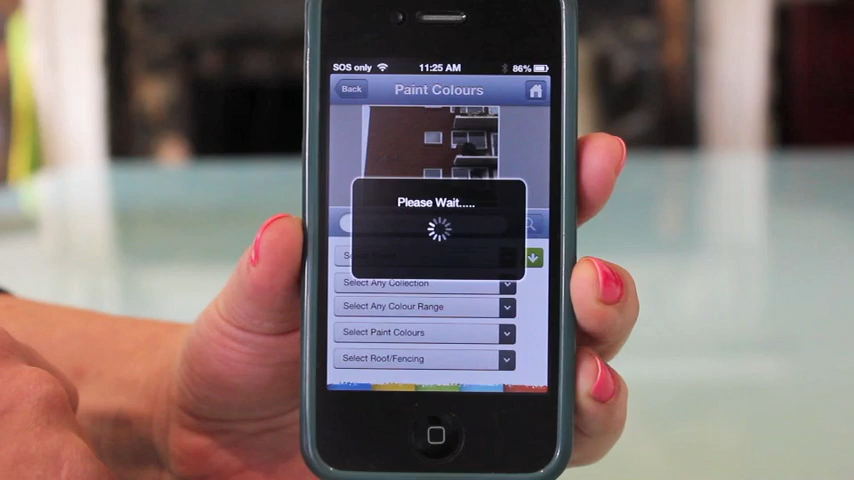 SOS only 11:25 AM 86%
Back Paint Colours
Please Wait.....
Select Any Collection
Select Any Colour Range
Select Paint Colours
Select Roof/Fencing